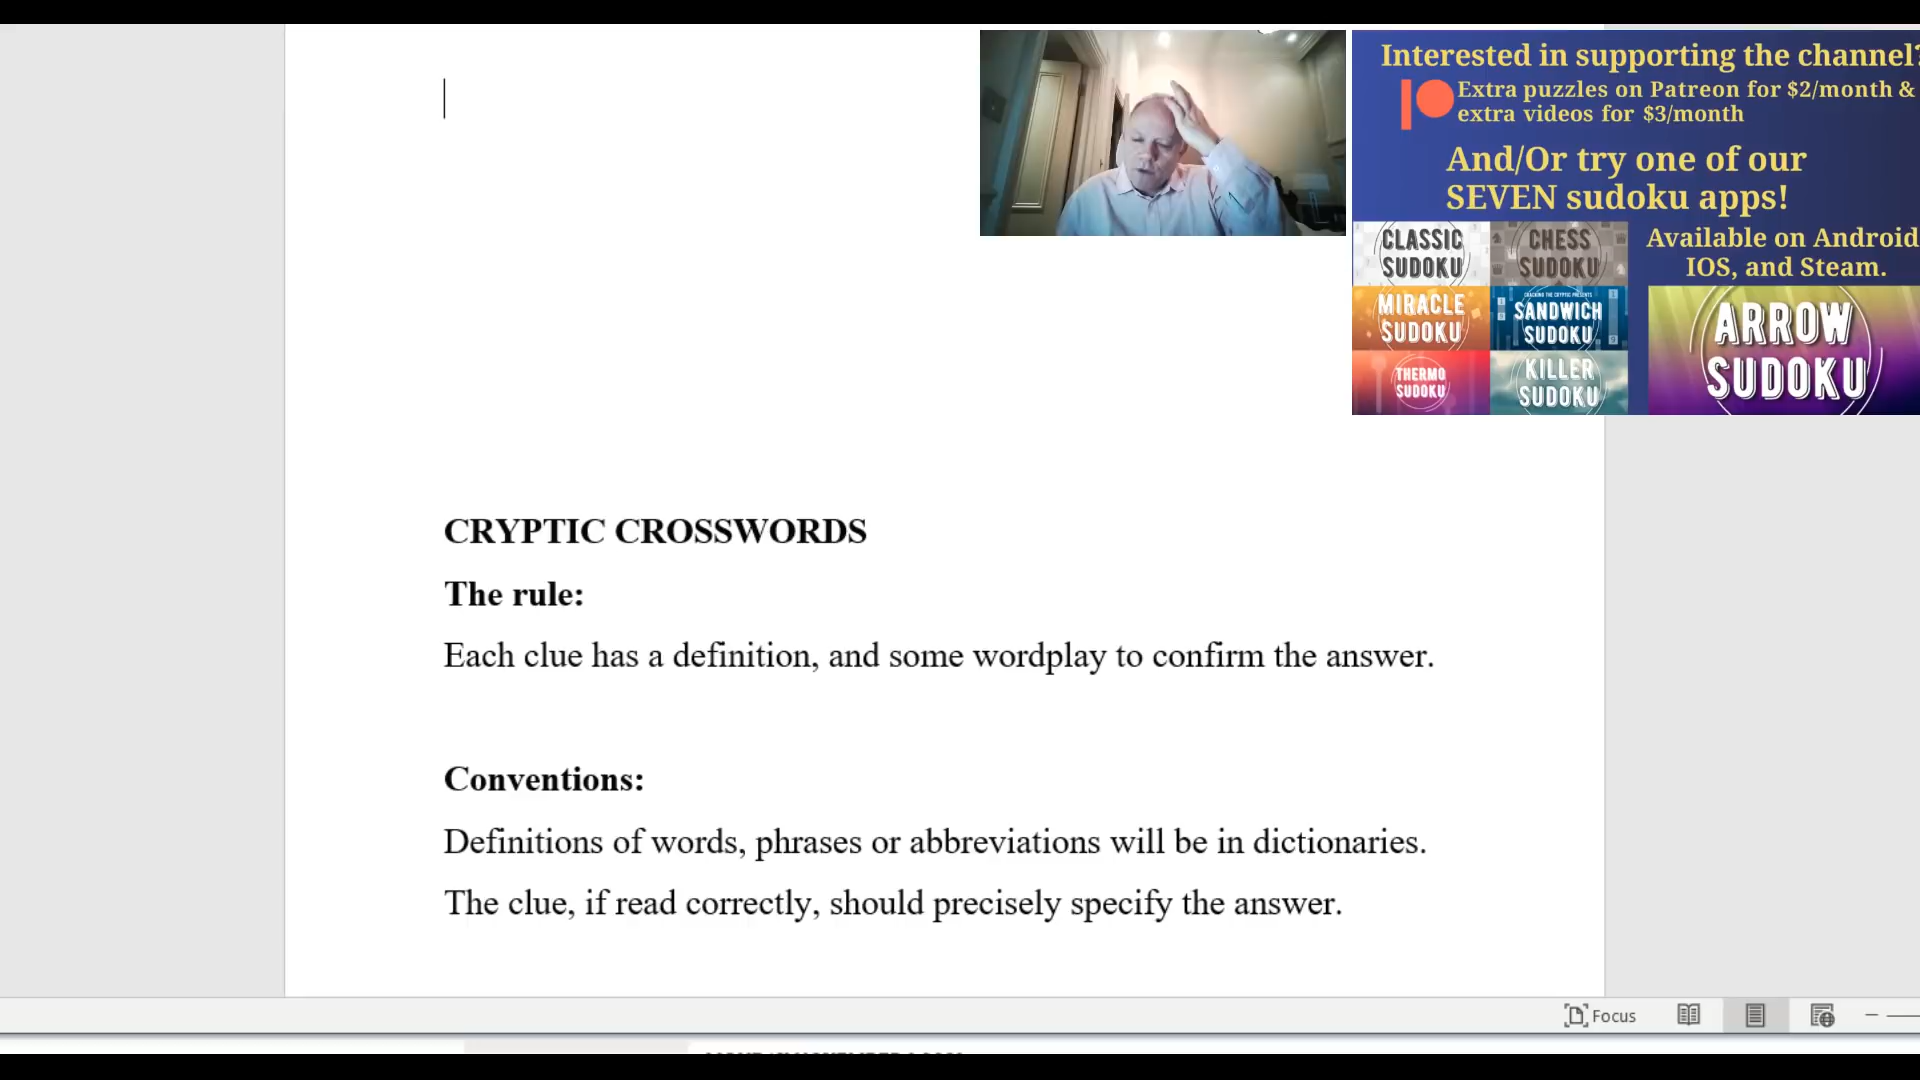 Interested in supporting the channel?
Extra puzzles on Patreon for $2/month &
extra videos for $3/month
And/Or try one of our
SEVEN sudoku apps!
CLASSIC
SUDOKU
CHESS
SUDOKU
Available on Android
IOS, and Steam.
MIRACLE
SUDOKU
CRACKING THE CRYPTIC PRESENTS
SANDWICH
SUDOKU
ARROW
SUDOKU
THERMO
SUDOKU
KILLER
SUDOKU
CRYPTIC CROSSWORDS
The rule:
Each clue has a definition, and some wordplay to confirm the answer.
Conventions:
Definitions of words, phrases or abbreviations will be in dictionaries.
The clue, if read correctly, should precisely specify the answer.
Focus